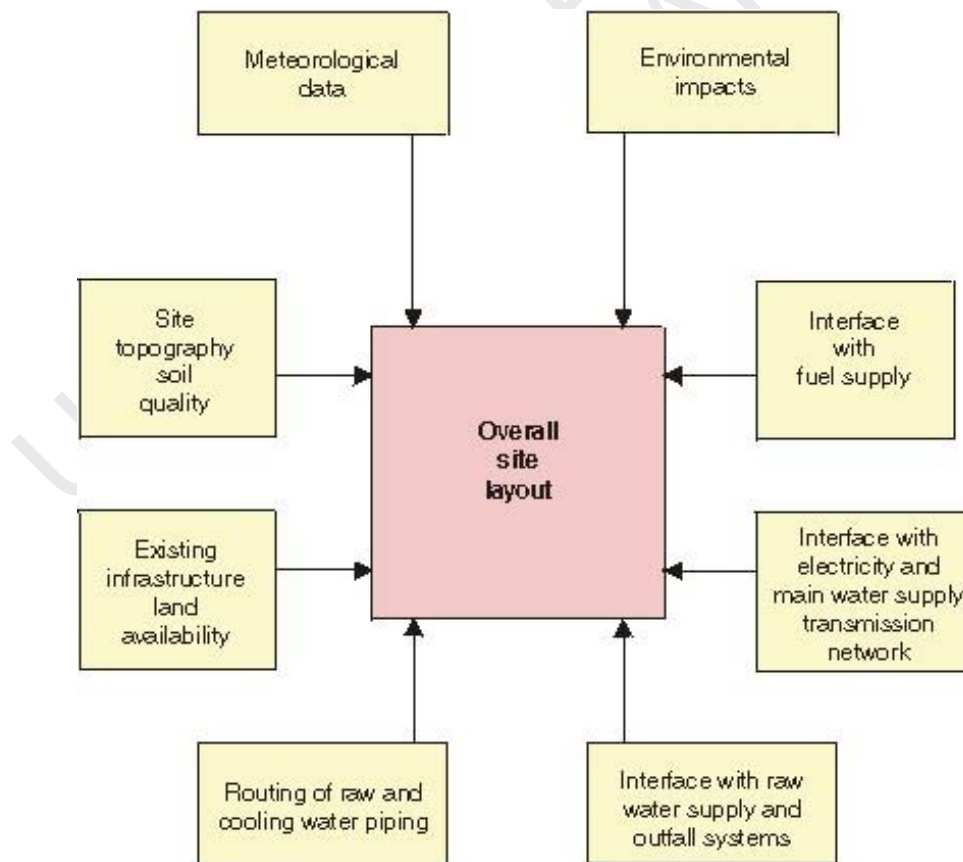 Meteorological
data
Environmental
impacts
Site
topography
soil
quality
Interface
with
fuel supply
Overall
site
layout
Existing
infrastructure
land
availability
Interface with
electricity and
main water supply
transmission
network
Routing of raw and
cooling water piping
Interface with raw
water supply and
outfall systems